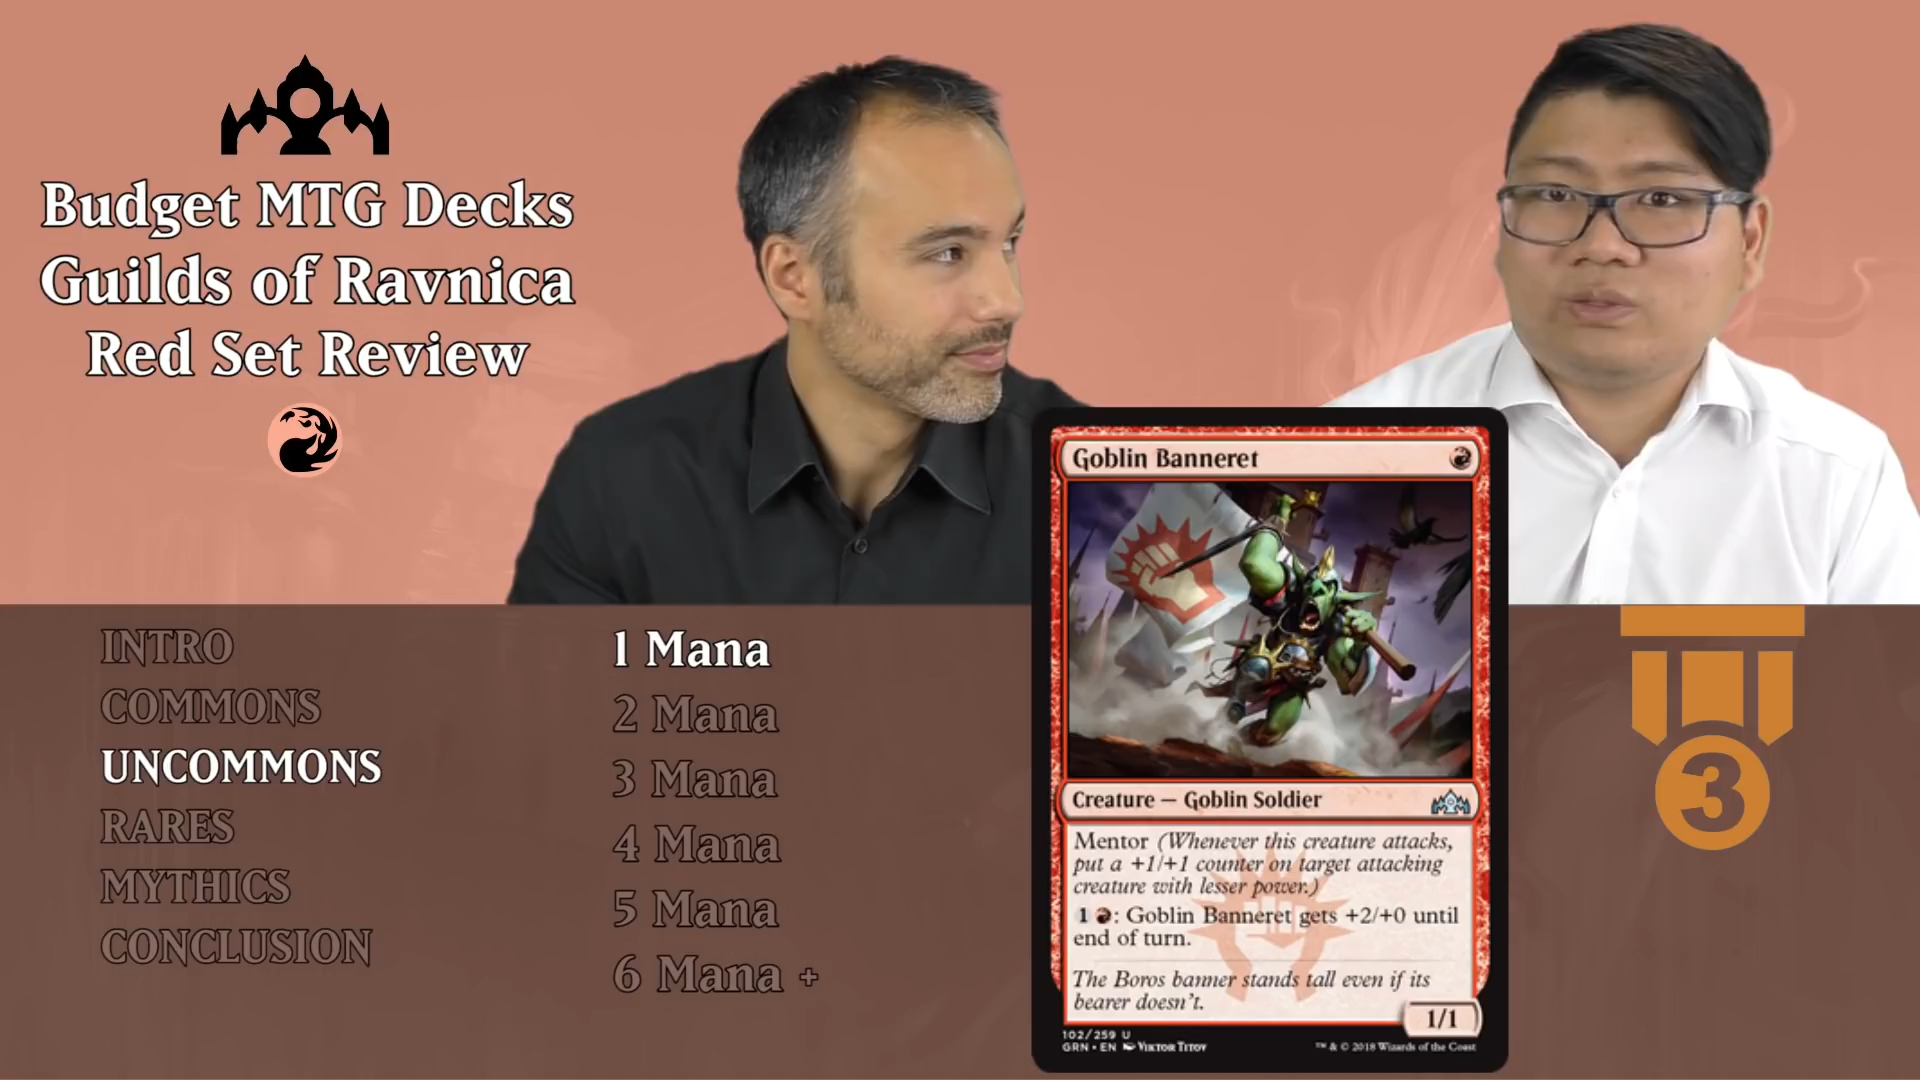 Budget MTG Decks
Guilds of Ravnica
Red Set Review
INTRO
COMMONS
UNCOMMONS
RARES
MYTHICS
CONCLUSION
1 Mana
2 Mana
3 Mana
4 Mana
5 Mana
6 Mana +
Goblin Banneret
Creature — Goblin Soldier
Mentor (Whenever this creature attacks,
put a +1/+1 counter on target attacking
creature with lesser power.)
1 : Goblin Banneret gets +2/+0 until
end of turn.
The Boros banner stands tall even if its
bearer doesn't.
1/1
102/259 U
GRN • EN Viktor Titov
™ & © 2018 Wizards of the Coast
3